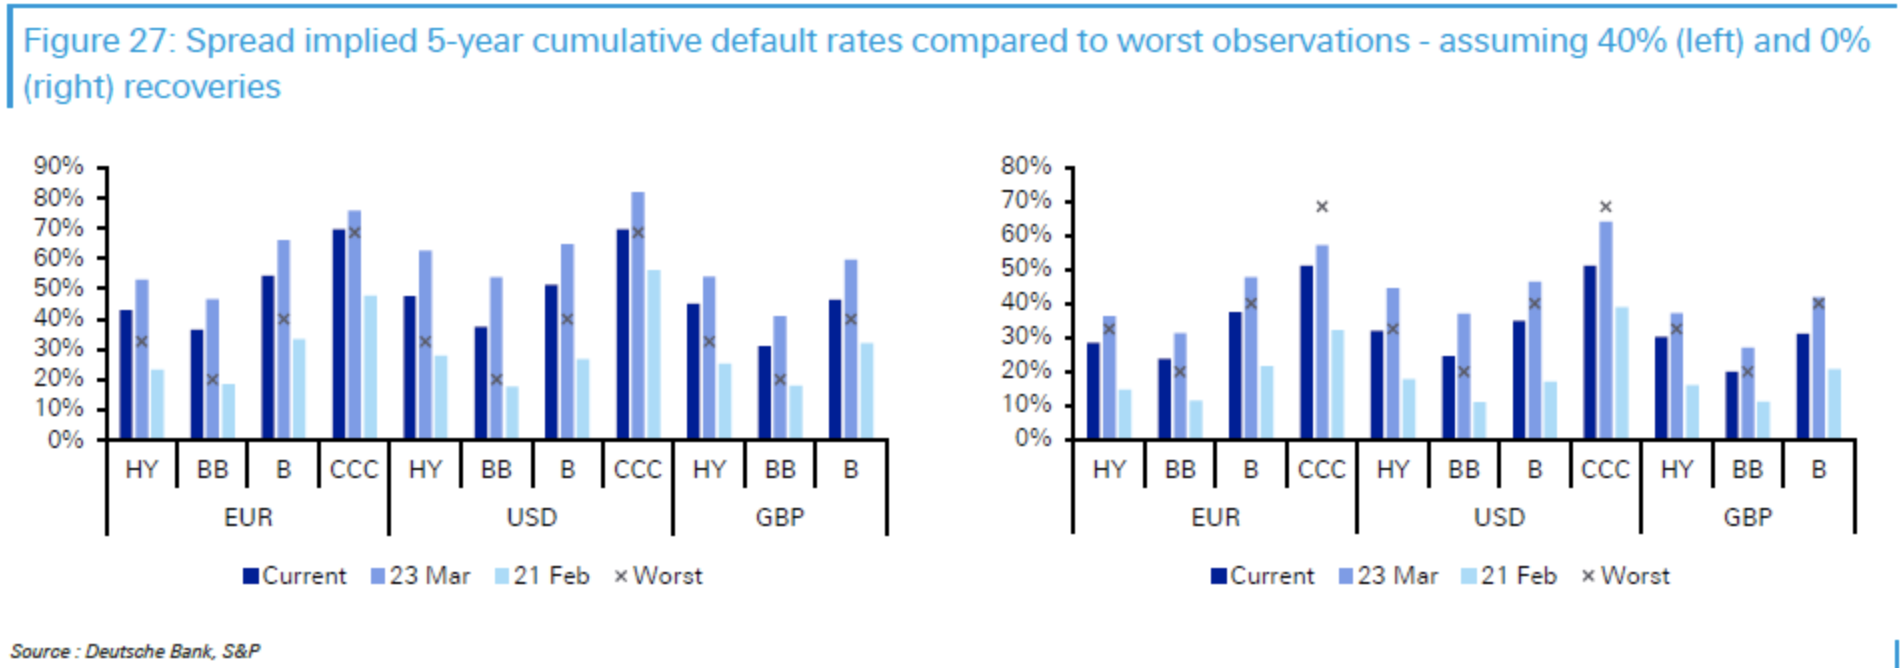 Figure 27: Spread implied 5-year cumulative default rates compared to worst observations - assuming 40% (left) and 0%
(right) recoveries
90%
80%
70%
60%
50%
40%
30%
20%
10%
0%
HY BB B CCC HY BB B CCC HY BB B
EUR USD GBP
Current 23 Mar 21 Feb × Worst
80%
70%
60%
50%
40%
30%
20%
10%
0%
HY BB B CCC HY BB B CCC HY BB B
EUR USD GBP
Current 23 Mar 21 Feb × Worst
Source : Deutsche Bank, S&P